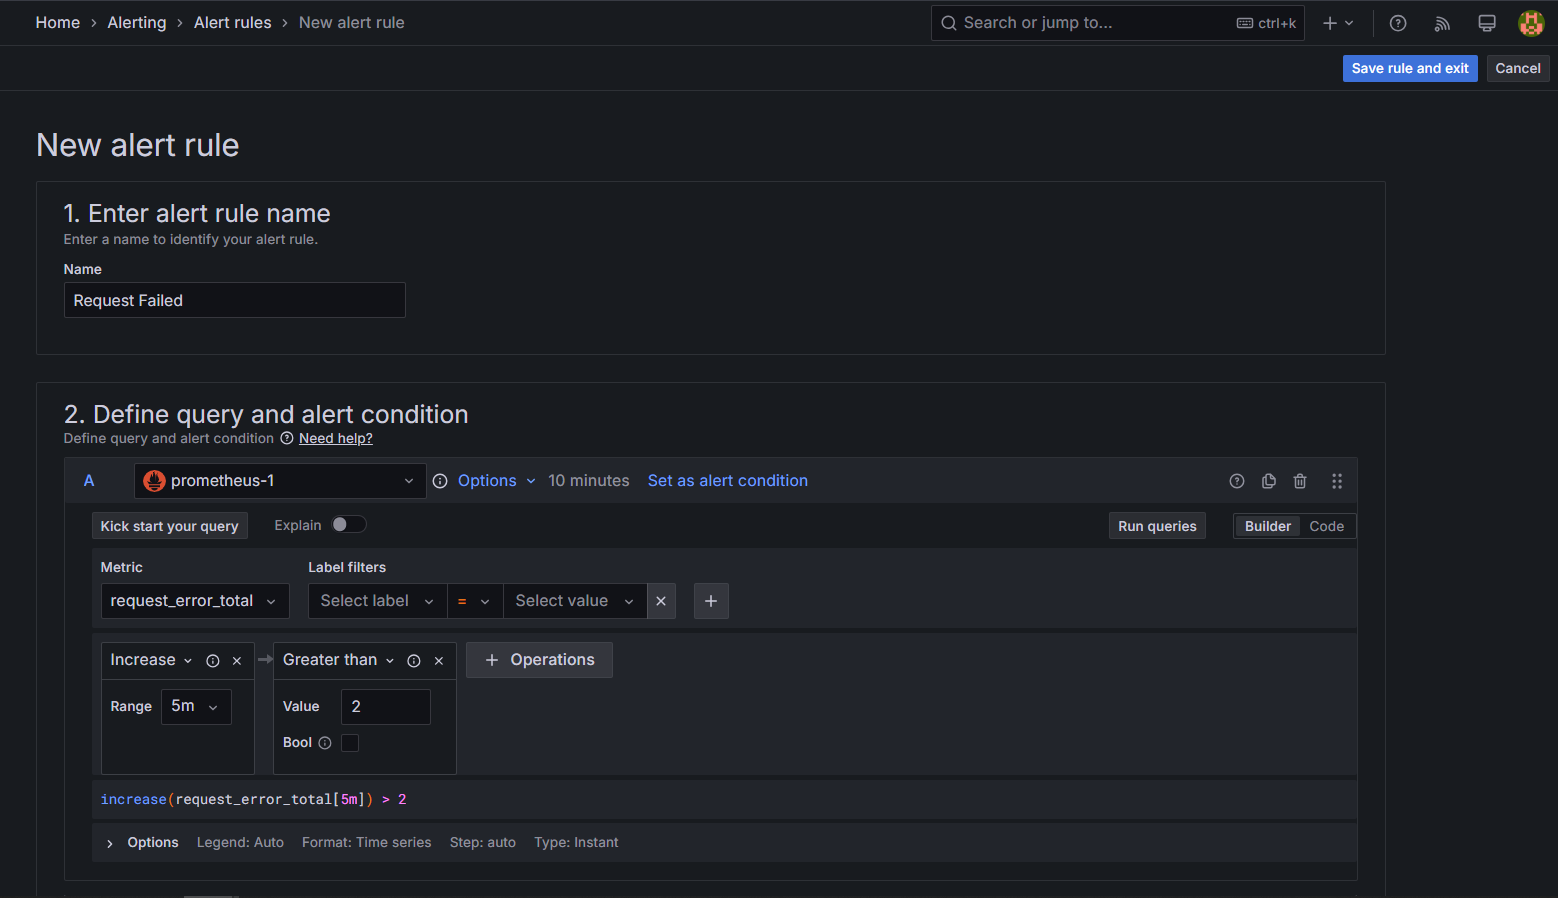 Home > Alerting > Alert rules > New alert rule
Search or jump to... ctrl+k
Save rule and exit Cancel
New alert rule
1. Enter alert rule name
Enter a name to identify your alert rule.
Name
Request Failed
2. Define query and alert condition
Define query and alert condition Need help?
A prometheus-1 Options 10 minutes Set as alert condition
Kick start your query Explain Run queries Builder Code
Metric Label filters
request_error_total Select label = Select value
Increase Greater than + Operations
Range 5m Value 2
Bool
increase(request_error_total[5m]) > 2
Options Legend: Auto Format: Time series Step: auto Type: Instant